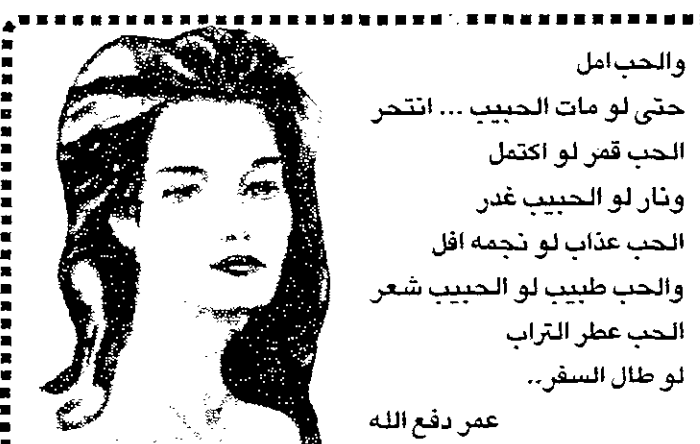 والحب امل
حتى لو مات الحبيب ... انتحر
الحب قمر لو اكتمل
ونار لو الحبيب غدر
الحب عذاب لو نجمه افل
والحب طبيب لو الحبيب شعر
الحب عطر التراب
لو طال السفر..
عمر دفع الله